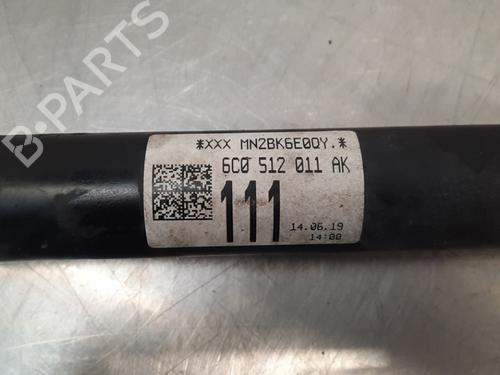 *XXX MN2BK6E0QY.*
6C0 512 011 AK
111
14.06.19
14:00
B-PARTS